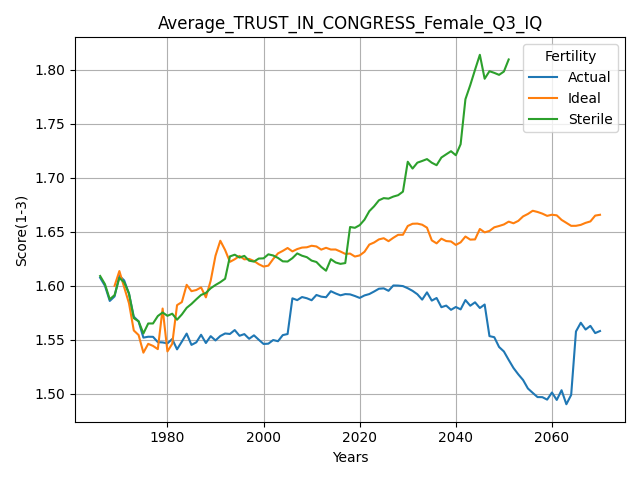 Average_TRUST_IN_CONGRESS_Female_Q3_IQ
Fertility
Actual
Ideal
Sterile
Score(1-3)
1.80
1.75
1.70
1.65
1.60
1.55
1.50
1980
2000
2020
2040
2060
Years